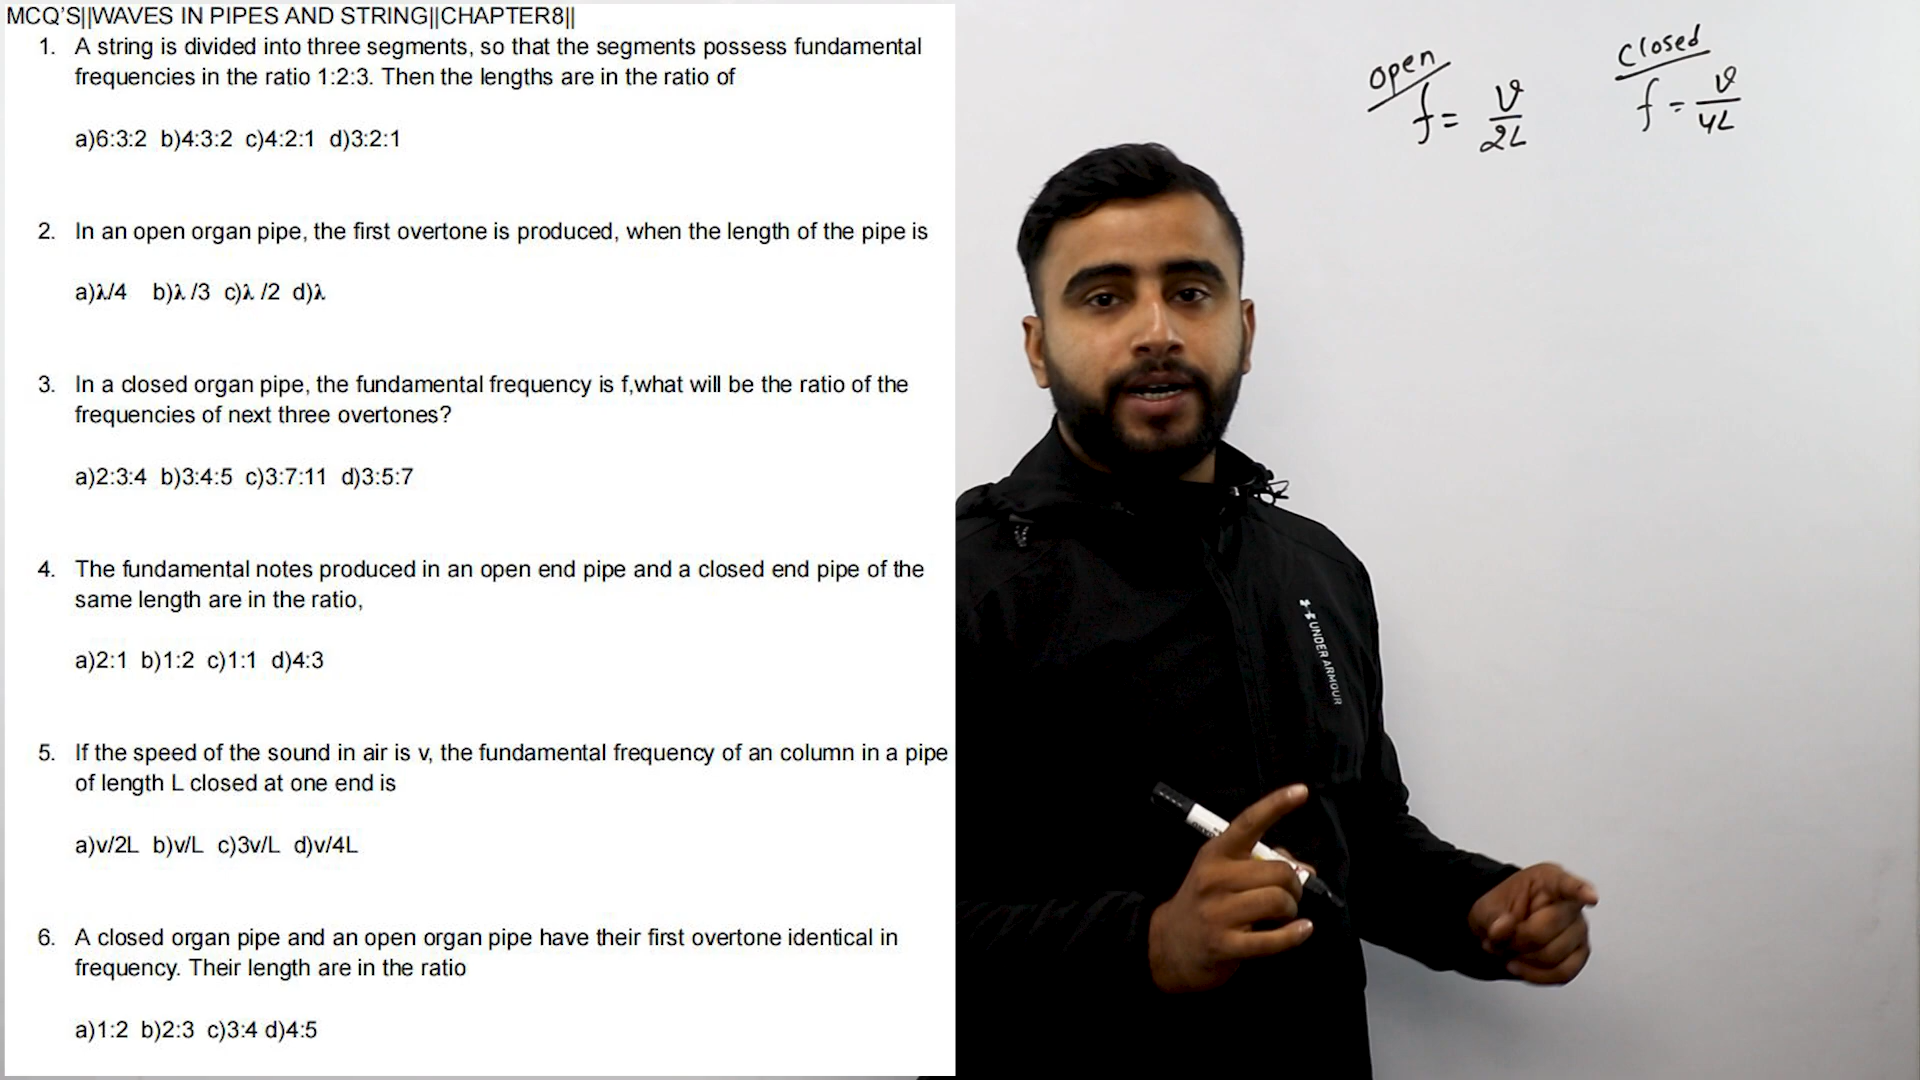 MCQ'S||WAVES IN PIPES AND STRING||CHAPTER8||
1. A string is divided into three segments, so that the segments possess fundamental
frequencies in the ratio 1:2:3. Then the lengths are in the ratio of
a)6:3:2 b)4:3:2 c)4:2:1 d)3:2:1
2. In an open organ pipe, the first overtone is produced, when the length of the pipe is
a)λ/4 b)λ /3 c)λ /2 d)λ
3. In a closed organ pipe, the fundamental frequency is f,what will be the ratio of the
frequencies of next three overtones?
a)2:3:4 b)3:4:5 c)3:7:11 d)3:5:7
4. The fundamental notes produced in an open end pipe and a closed end pipe of the
same length are in the ratio,
a)2:1 b)1:2 c)1:1 d)4:3
5. If the speed of the sound in air is v, the fundamental frequency of an column in a pipe
of length L closed at one end is
a)v/2L b)v/L c)3v/L d)v/4L
6. A closed organ pipe and an open organ pipe have their first overtone identical in
frequency. Their length are in the ratio
a)1:2 b)2:3 c)3:4 d)4:5
open
f = v/2L
closed
f = v/4L
UNDER ARMOUR